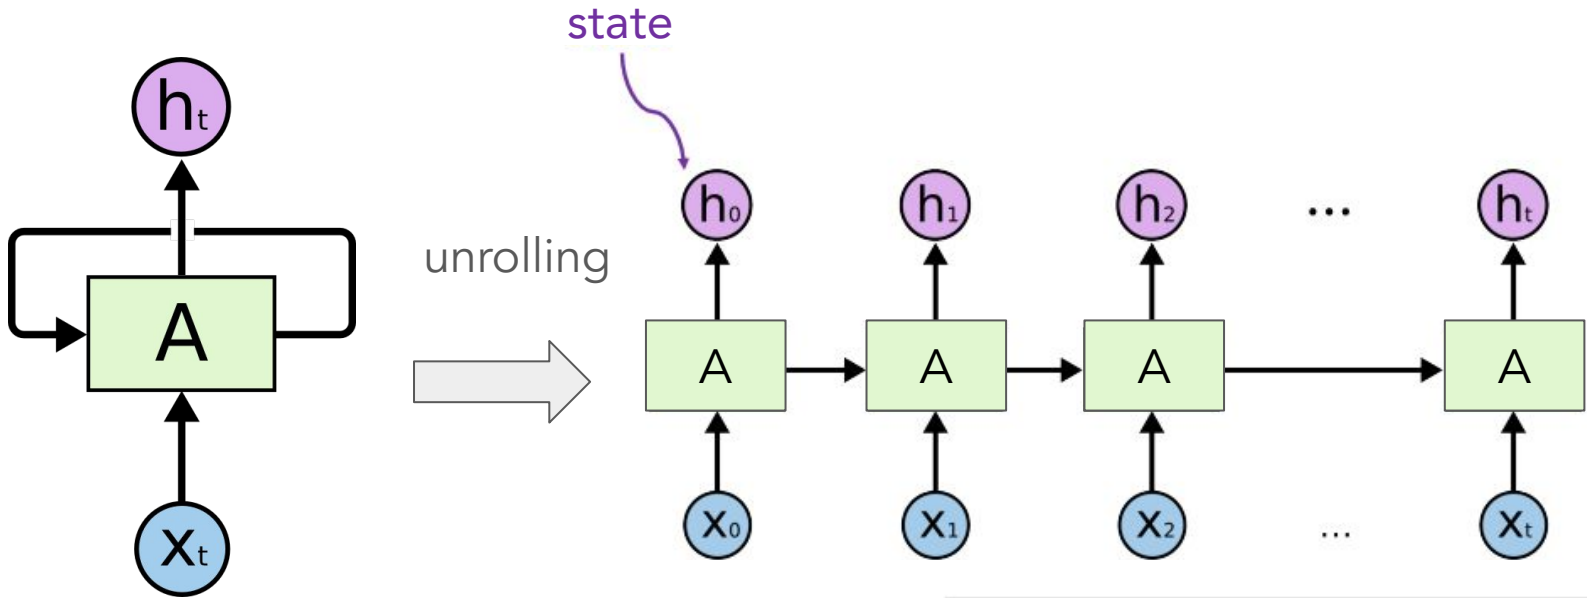 state
hₜ
A
xₜ
unrolling
h₀ h₁ h₂ ... hₜ
A A A A
x₀ x₁ x₂ ... xₜ